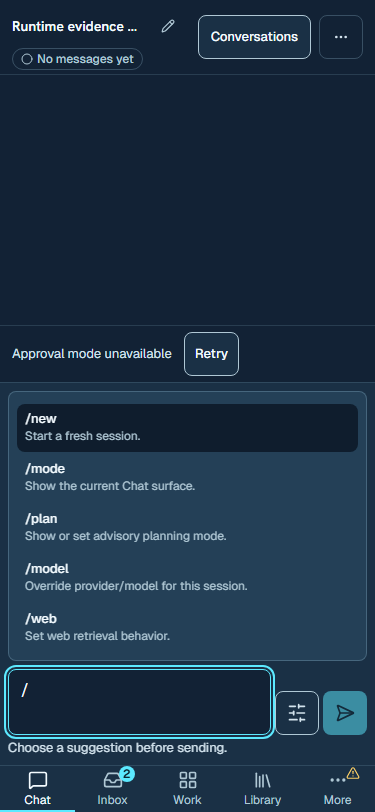 Runtime evidence ...
No messages yet
Conversations
...
Approval mode unavailable
Retry
/new
Start a fresh session.
/mode
Show the current Chat surface.
/plan
Show or set advisory planning mode.
/model
Override provider/model for this session.
/web
Set web retrieval behavior.
/
Choose a suggestion before sending.
Chat
Inbox
2
Work
Library
More